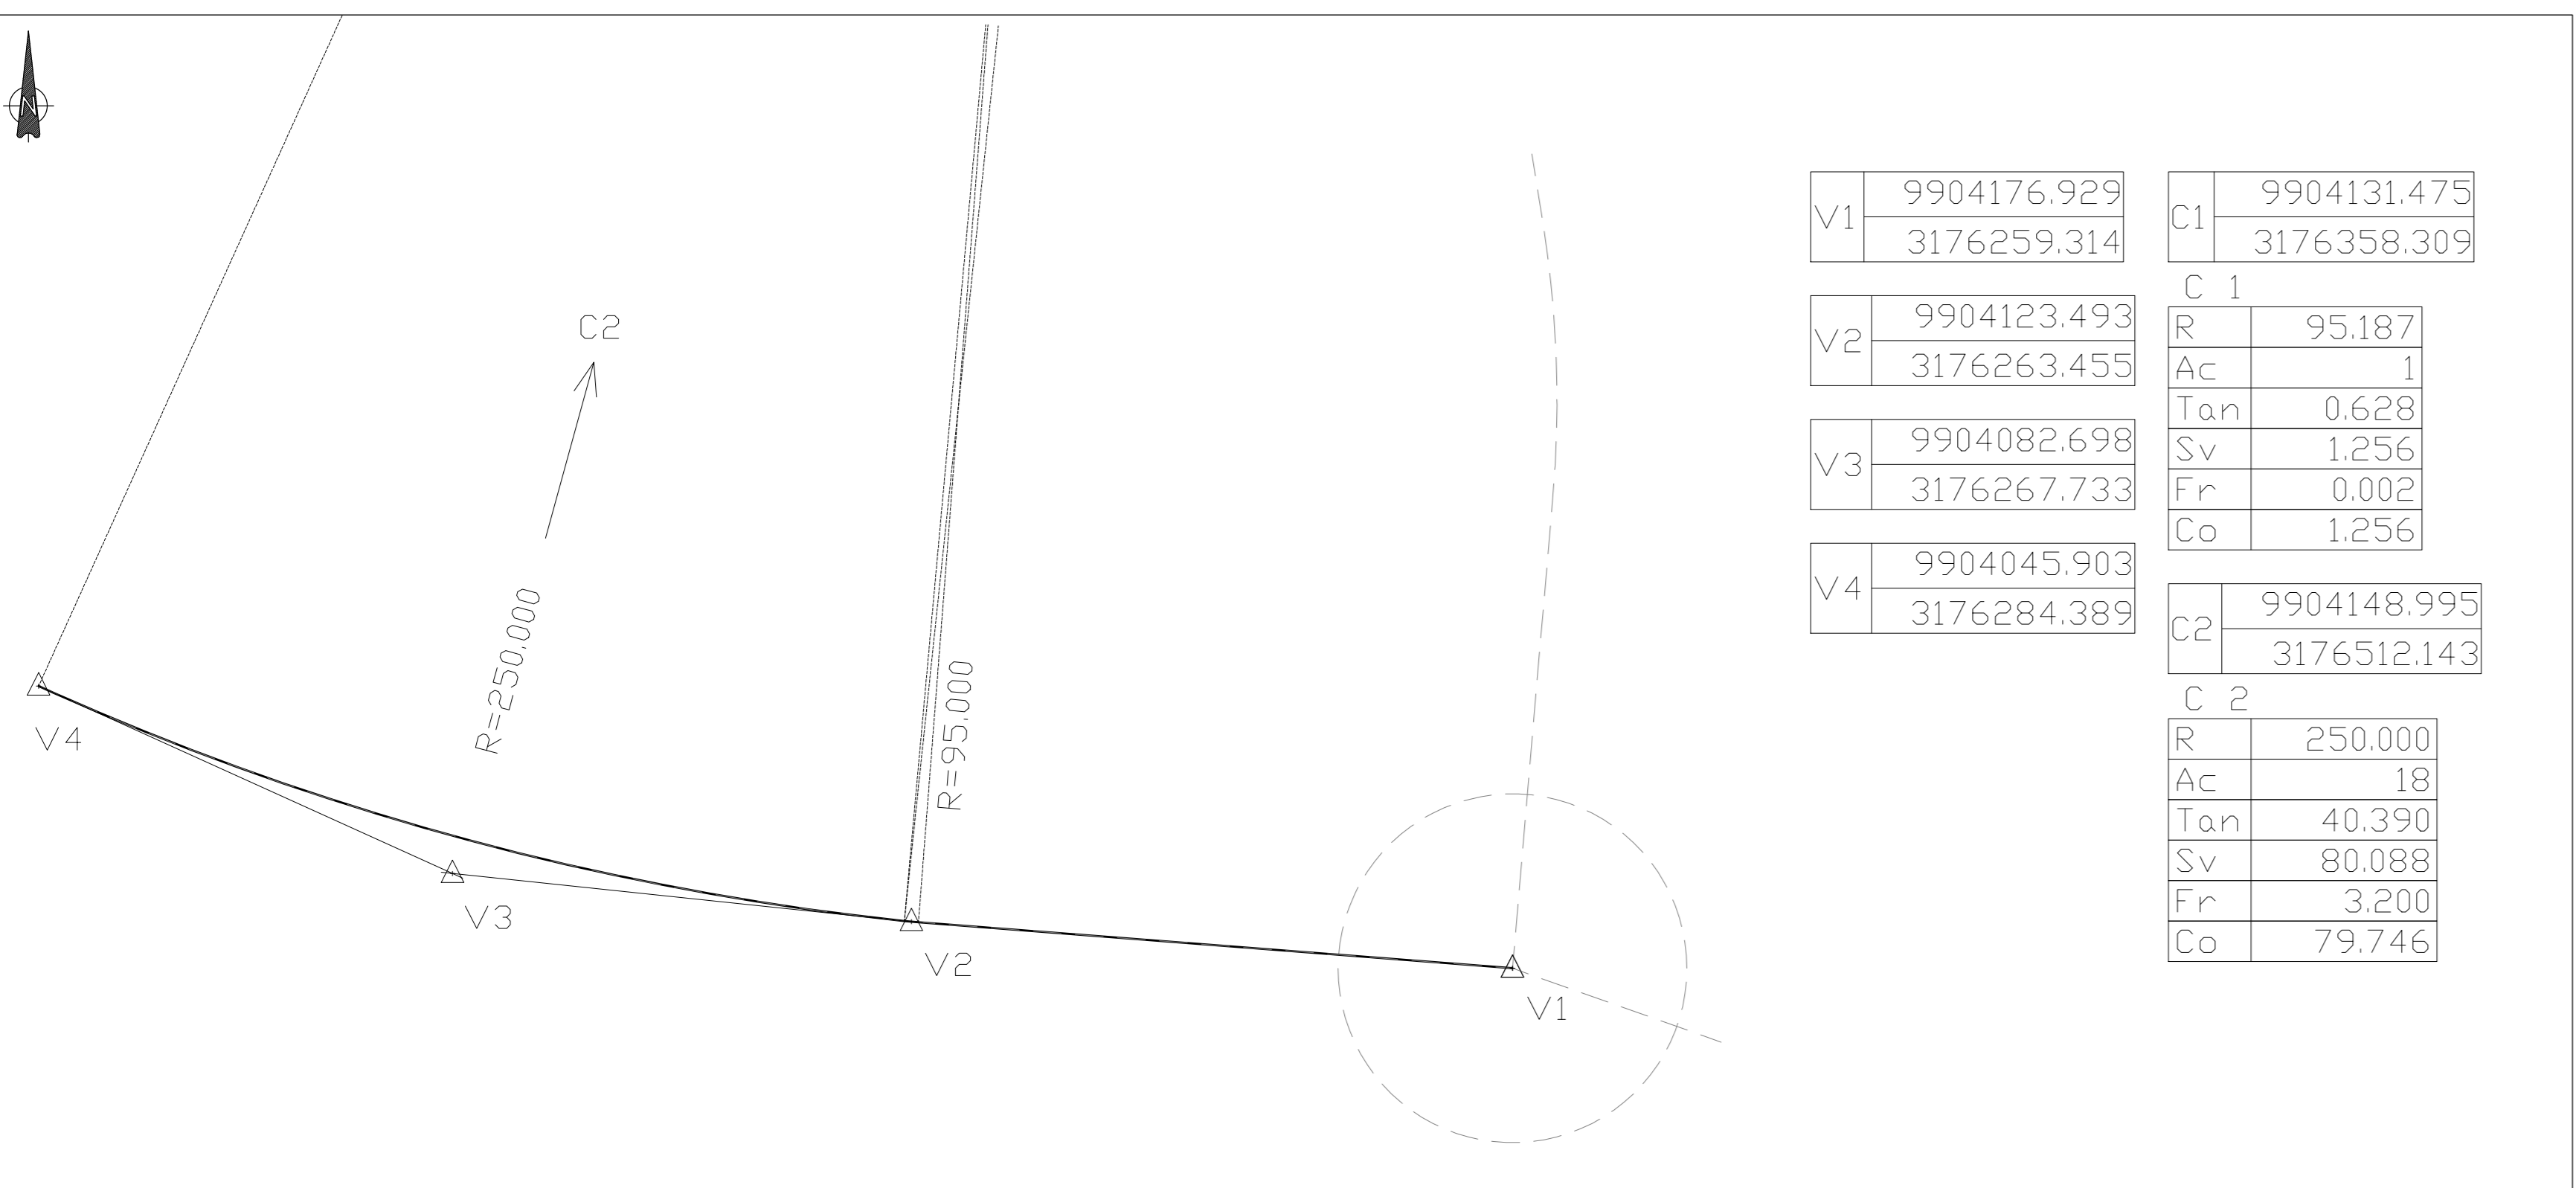 N
C2
R=250.000
R=95.000
V4
V3
V2
V1
V1 9904176.929
3176259.314
V2 9904123.493
3176263.455
V3 9904082.698
3176267.733
V4 9904045.903
3176284.389
C1 9904131.475
3176358.309
C 1
R 95.187
Ac 1
Tan 0.628
Sv 1.256
Fr 0.002
Co 1.256
C2 9904148.995
3176512.143
C 2
R 250.000
Ac 18
Tan 40.390
Sv 80.088
Fr 3.200
Co 79.746